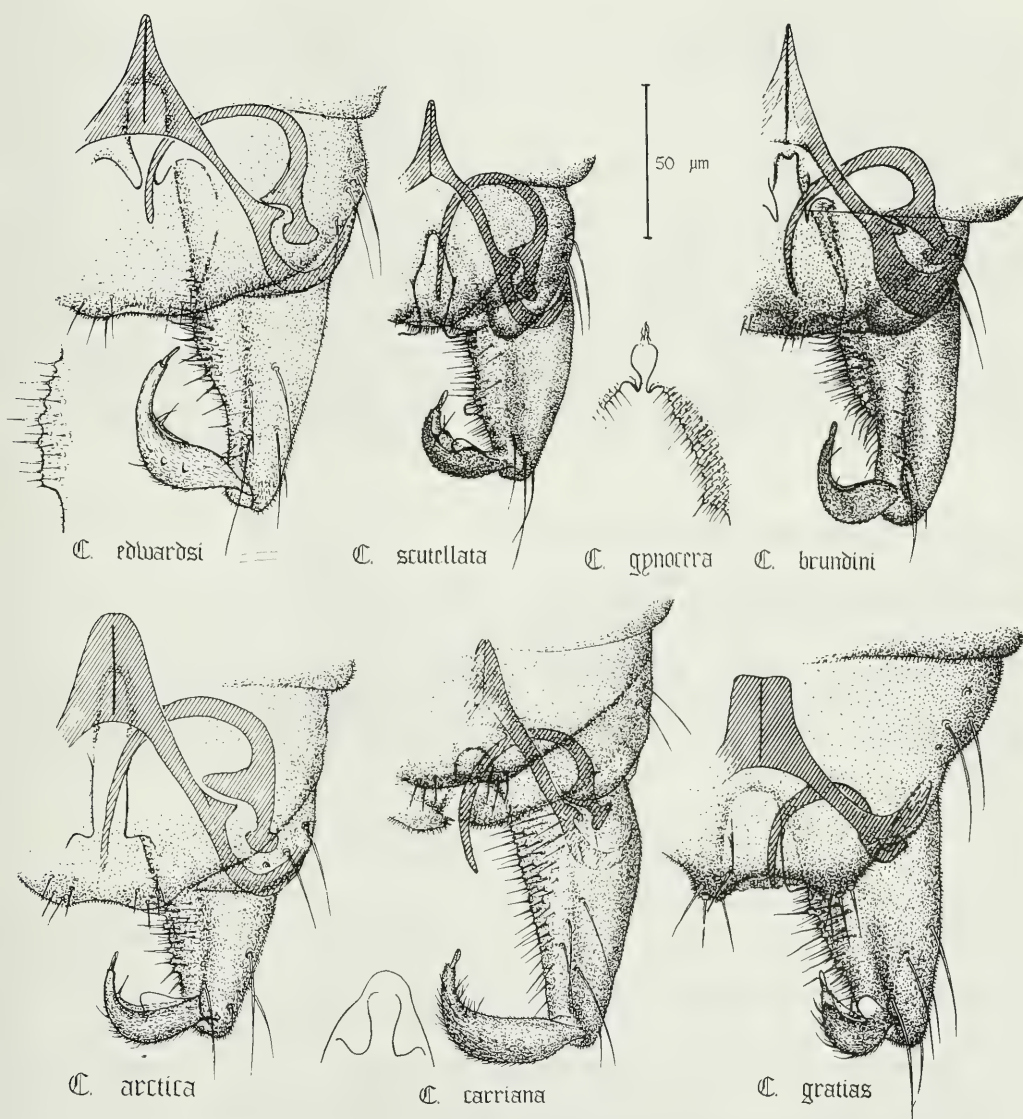 50 μm
C. edwardsi
C. scutellata
C. gynocera
C. brundini
C. arctica
C. carriana
C. gratias